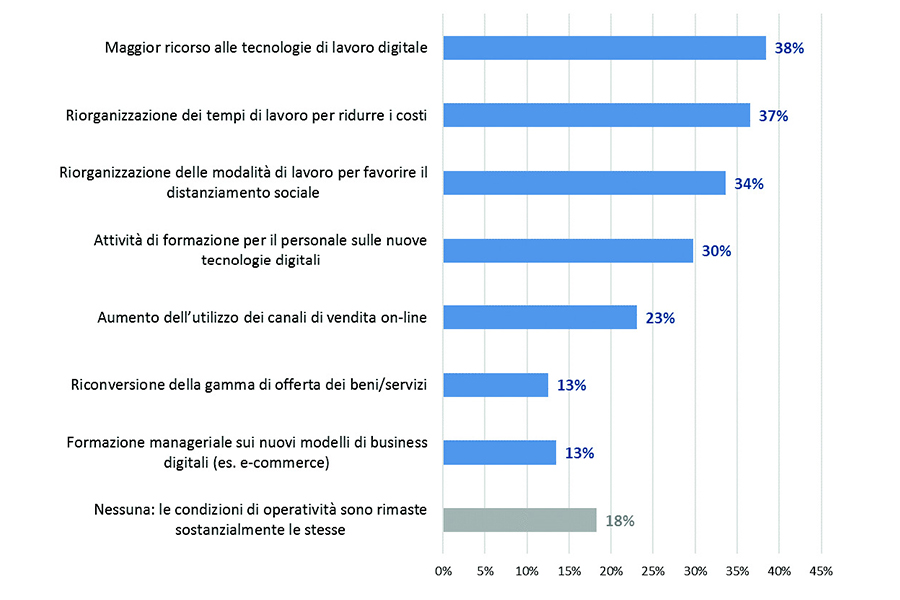 Maggior ricorso alle tecnologie di lavoro digitale
38%
Riorganizzazione dei tempi di lavoro per ridurre i costi
37%
Riorganizzazione delle modalità di lavoro per favorire il
distanziamento sociale
34%
Attività di formazione per il personale sulle nuove
tecnologie digitali
30%
Aumento dell’utilizzo dei canali di vendita on-line
23%
Riconversione della gamma di offerta dei beni/servizi
13%
Formazione manageriale sui nuovi modelli di business
digitali (es. e-commerce)
13%
Nessuna: le condizioni di operatività sono rimaste
sostanzialmente le stesse
18%
0% 5% 10% 15% 20% 25% 30% 35% 40% 45%